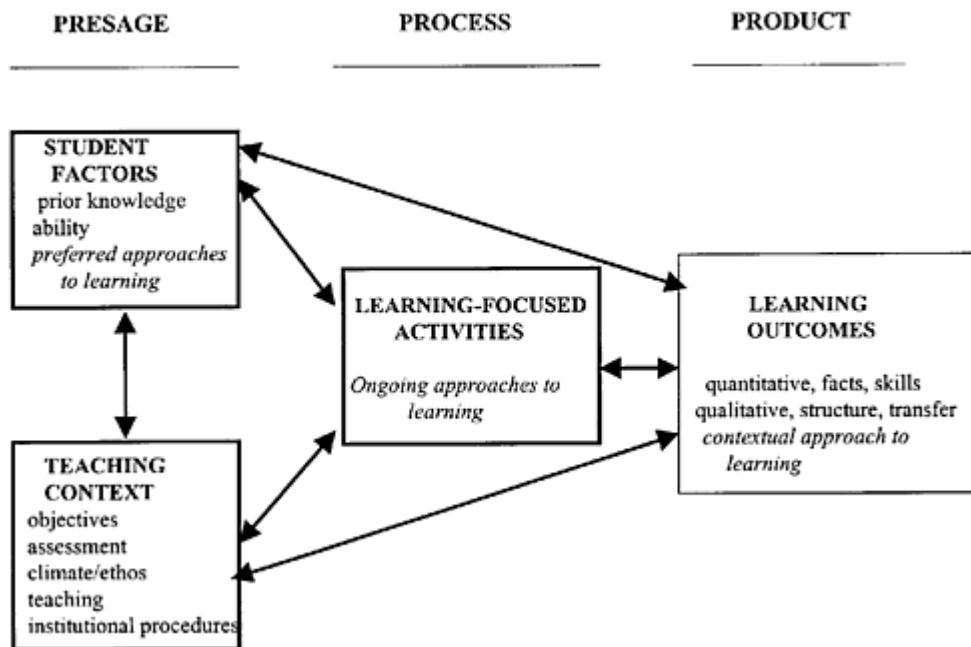 PRESAGE
PROCESS
PRODUCT
STUDENT
FACTORS
prior knowledge
ability
preferred approaches
to learning
TEACHING
CONTEXT
objectives
assessment
climate/ethos
teaching
institutional procedures
LEARNING-FOCUSED
ACTIVITIES
Ongoing approaches to
learning
LEARNING
OUTCOMES
quantitative, facts, skills
qualitative, structure, transfer
contextual approach to
learning